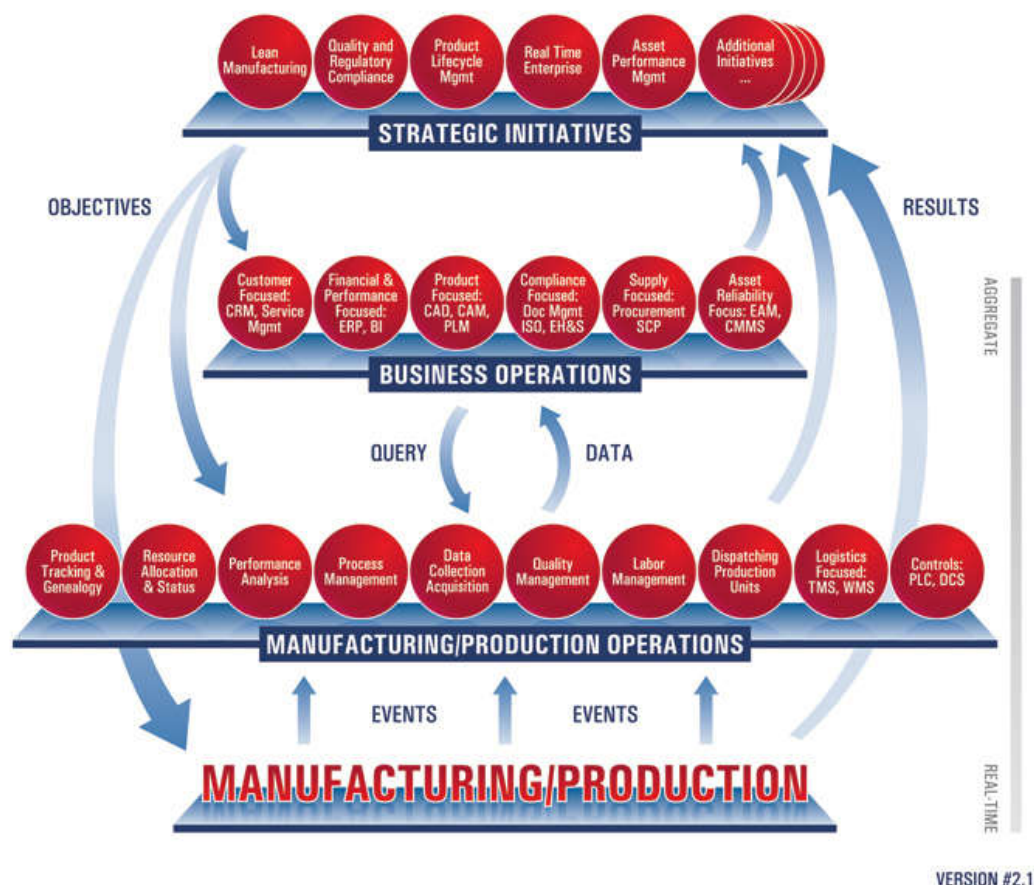 Lean
Manufacturing
Quality and
Regulatory
Compliance
Product
Lifecycle
Mgmt
Real Time
Enterprise
Asset
Performance
Mgmt
Additional
Initiatives
...
STRATEGIC INITIATIVES
OBJECTIVES
RESULTS
Customer
Focused:
CRM, Service
Mgmt
Financial &
Performance
Focused:
ERP, BI
Product
Focused:
CAD, CAM,
PLM
Compliance
Focused:
Doc Mgmt
ISO, EH&S
Supply
Focused:
Procurement
SCP
Asset
Reliability
Focus: EAM,
CMMS
BUSINESS OPERATIONS
AGGREGATE
QUERY
DATA
Product
Tracking &
Genealogy
Resource
Allocation
& Status
Performance
Analysis
Process
Management
Data
Collection
Acquisition
Quality
Management
Labor
Management
Dispatching
Production
Units
Logistics
Focused:
TMS, WMS
Controls:
PLC, DCS
MANUFACTURING/PRODUCTION OPERATIONS
EVENTS
EVENTS
MANUFACTURING/PRODUCTION
REAL-TIME
VERSION #2.1